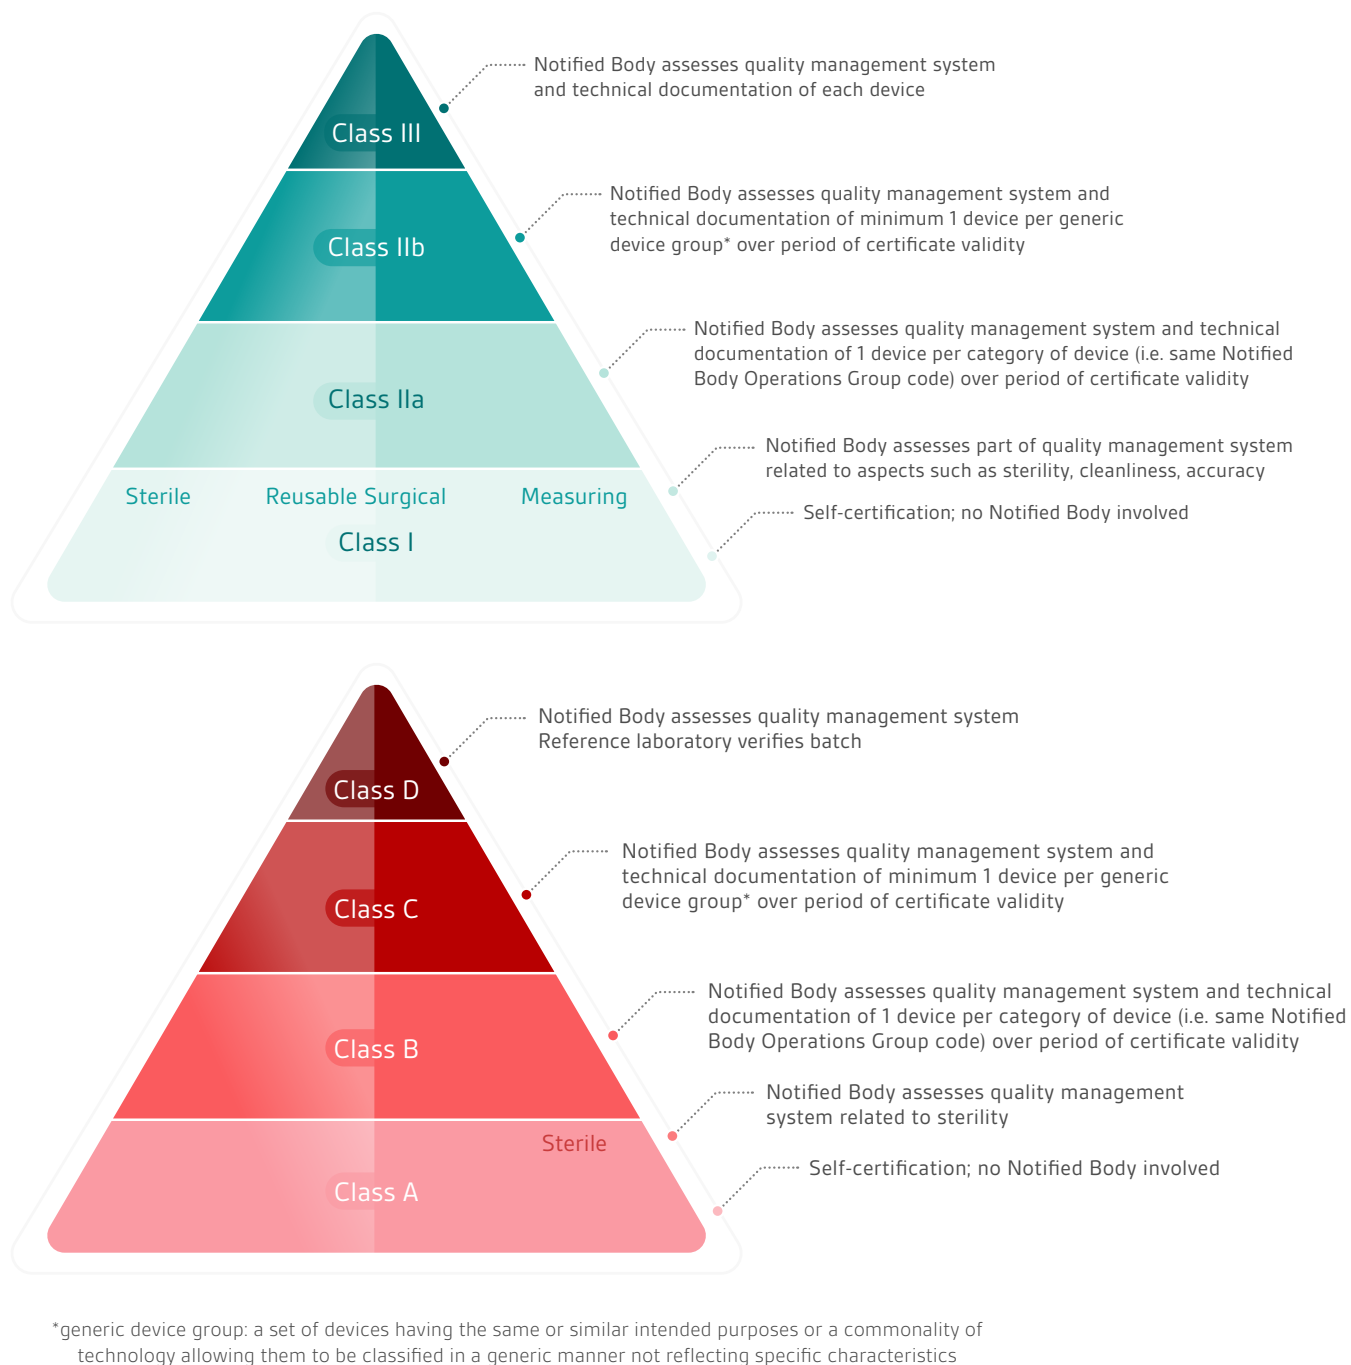 Notified Body assesses quality management system
and technical documentation of each device
Class III
Notified Body assesses quality management system and
technical documentation of minimum 1 device per generic
device group* over period of certificate validity
Class IIb
Notified Body assesses quality management system and technical
documentation of 1 device per category of device (i.e. same Notified
Body Operations Group code) over period of certificate validity
Class IIa
Notified Body assesses part of quality management system
related to aspects such as sterility, cleanliness, accuracy
Sterile Reusable Surgical Measuring
Self-certification; no Notified Body involved
Class I
Notified Body assesses quality management system
Reference laboratory verifies batch
Class D
Notified Body assesses quality management system and
technical documentation of minimum 1 device per generic
device group* over period of certificate validity
Class C
Notified Body assesses quality management system and technical
documentation of 1 device per category of device (i.e. same Notified
Body Operations Group code) over period of certificate validity
Class B
Notified Body assesses quality management
system related to sterility
Sterile
Self-certification; no Notified Body involved
Class A
*generic device group: a set of devices having the same or similar intended purposes or a commonality of
technology allowing them to be classified in a generic manner not reflecting specific characteristics